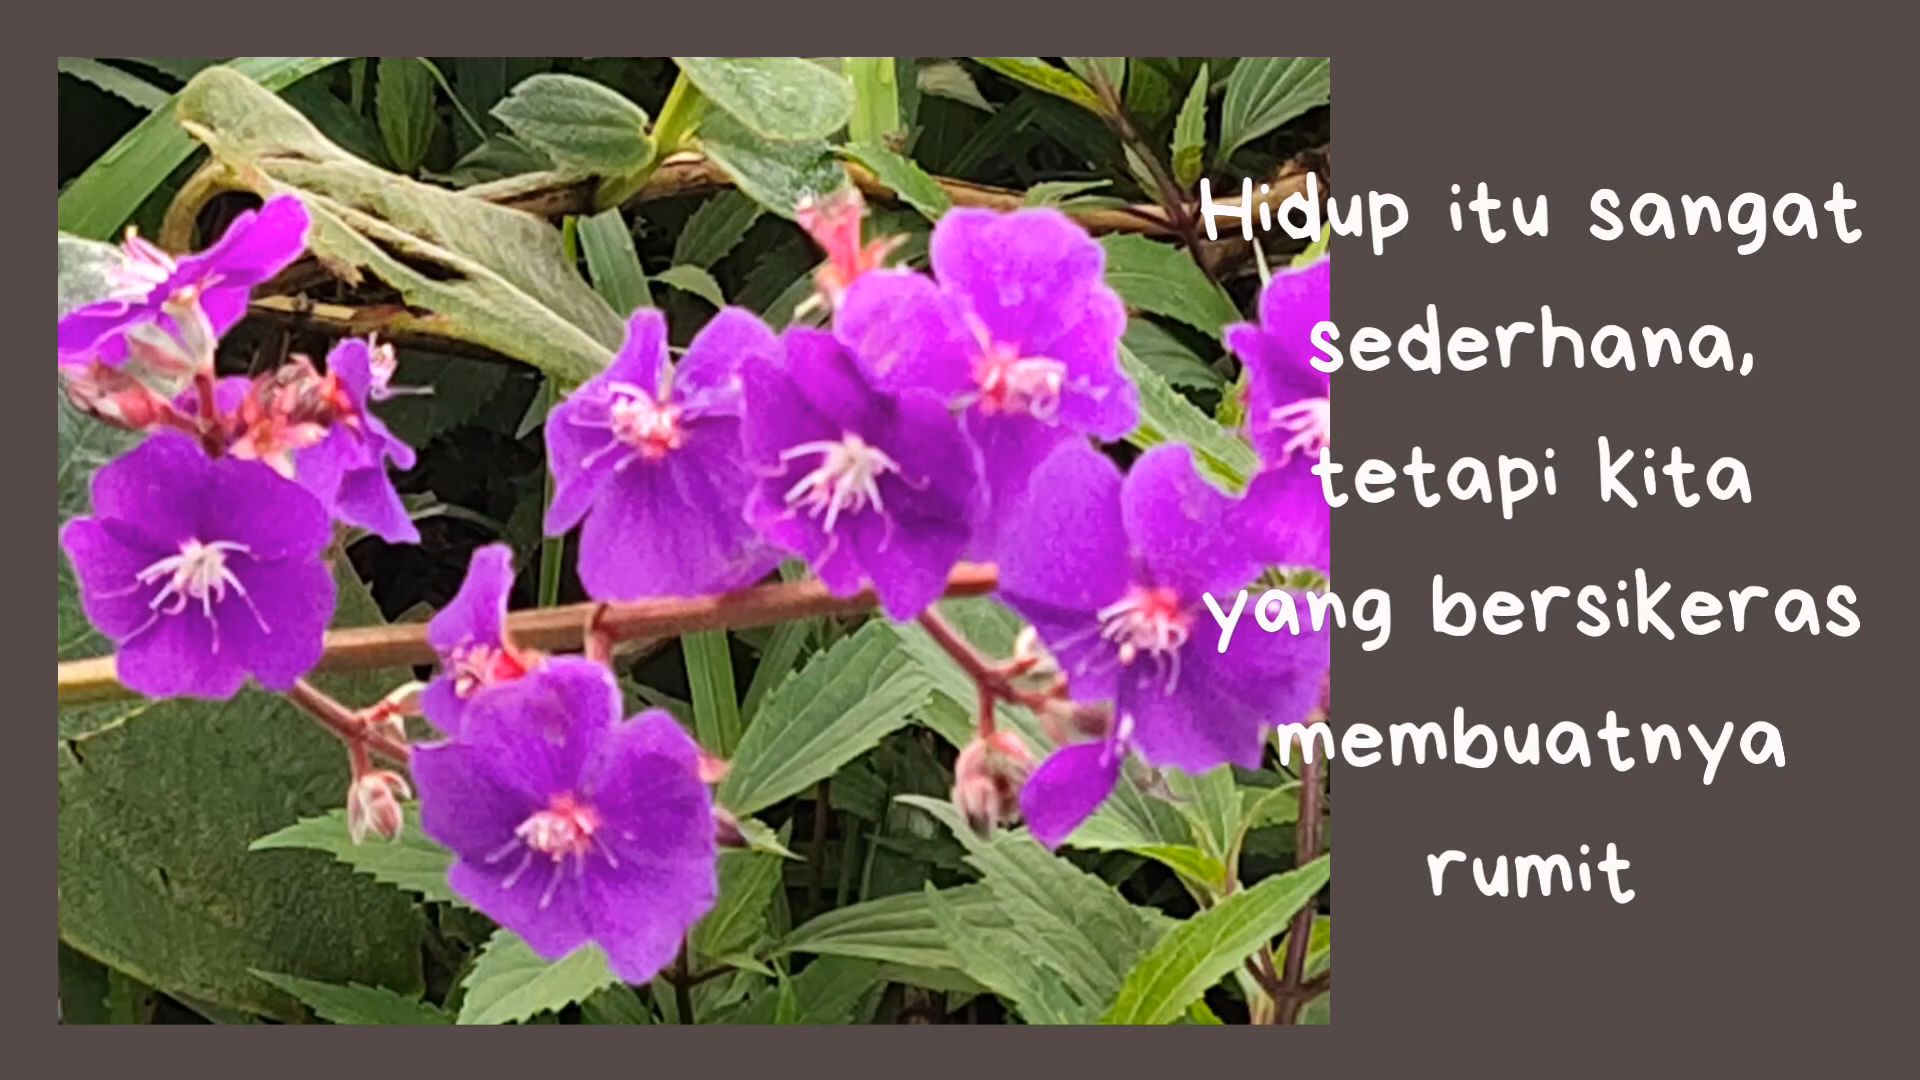 Hidup itu sangat
sederhana,
tetapi kita
yang bersikeras
membuatnya
rumit